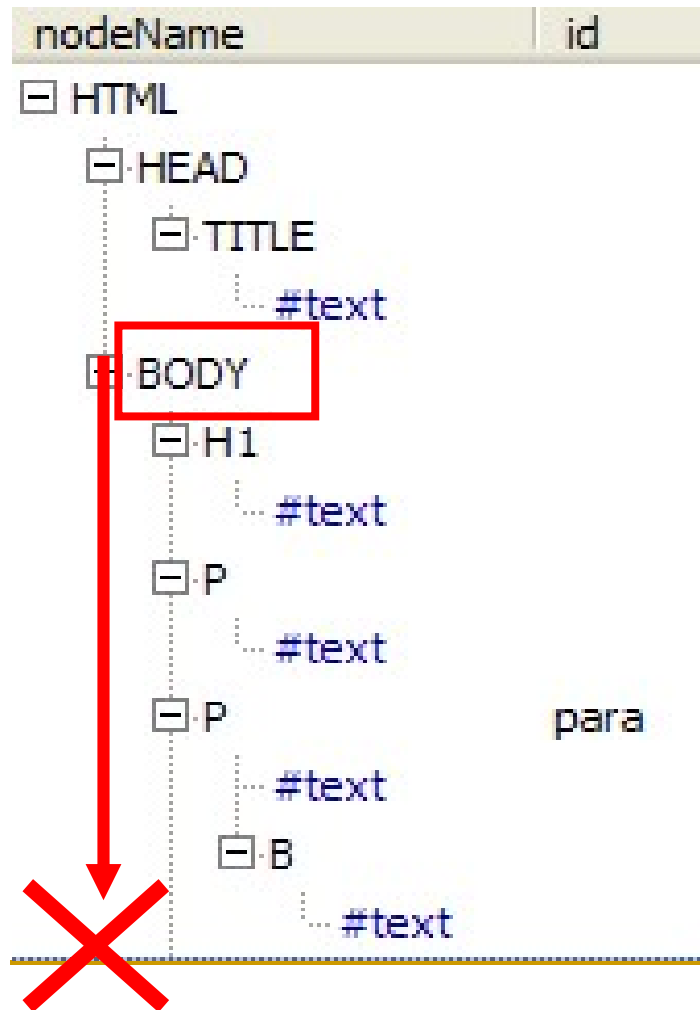 nodeName id
HTML
HEAD
TITLE
#text
BODY
H1
#text
P
#text
P para
#text
B
#text